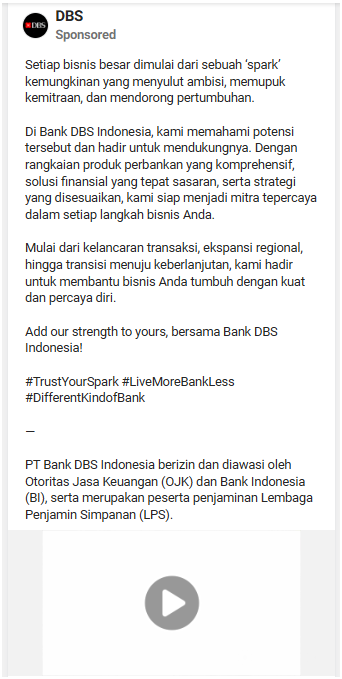 DBS
DBS
Sponsored
Setiap bisnis besar dimulai dari sebuah ‘spark’
kemungkinan yang menyulut ambisi, memupuk
kemitraan, dan mendorong pertumbuhan.
Di Bank DBS Indonesia, kami memahami potensi
tersebut dan hadir untuk mendukungnya. Dengan
rangkaian produk perbankan yang komprehensif,
solusi finansial yang tepat sasaran, serta strategi
yang disesuaikan, kami siap menjadi mitra tepercaya
dalam setiap langkah bisnis Anda.
Mulai dari kelancaran transaksi, ekspansi regional,
hingga transisi menuju keberlanjutan, kami hadir
untuk membantu bisnis Anda tumbuh dengan kuat
dan percaya diri.
Add our strength to yours, bersama Bank DBS
Indonesia!
#TrustYourSpark #LiveMoreBankLess
#DifferentKindofBank
—
PT Bank DBS Indonesia berizin dan diawasi oleh
Otoritas Jasa Keuangan (OJK) dan Bank Indonesia
(BI), serta merupakan peserta penjaminan Lembaga
Penjamin Simpanan (LPS).